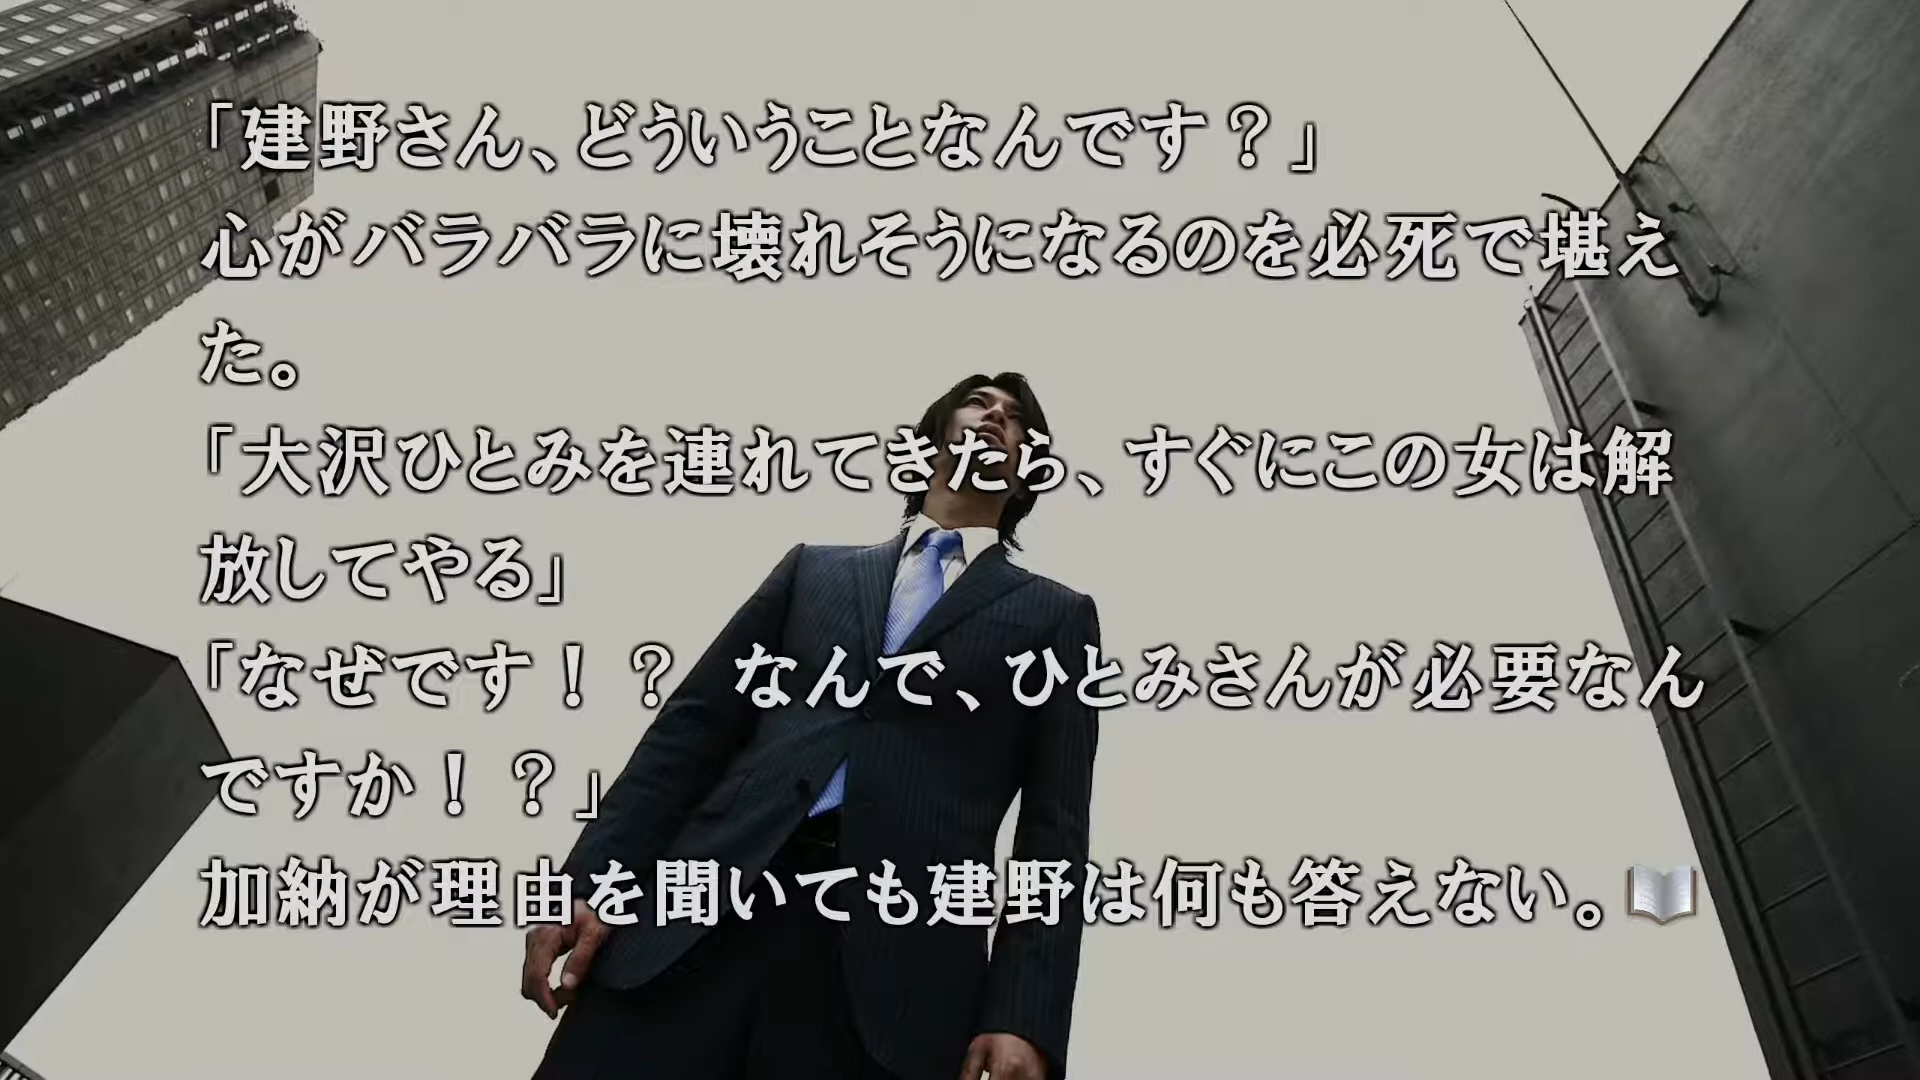 「建野さん、どういうことなんです？」
心がバラバラに壊れそうになるのを必死で堪え
た。
「大沢ひとみを連れてきたら、すぐにこの女は解
放してやる」
「なぜです！？　なんで、ひとみさんが必要なん
ですか！？」
加納が理由を聞いても建野は何も答えない。